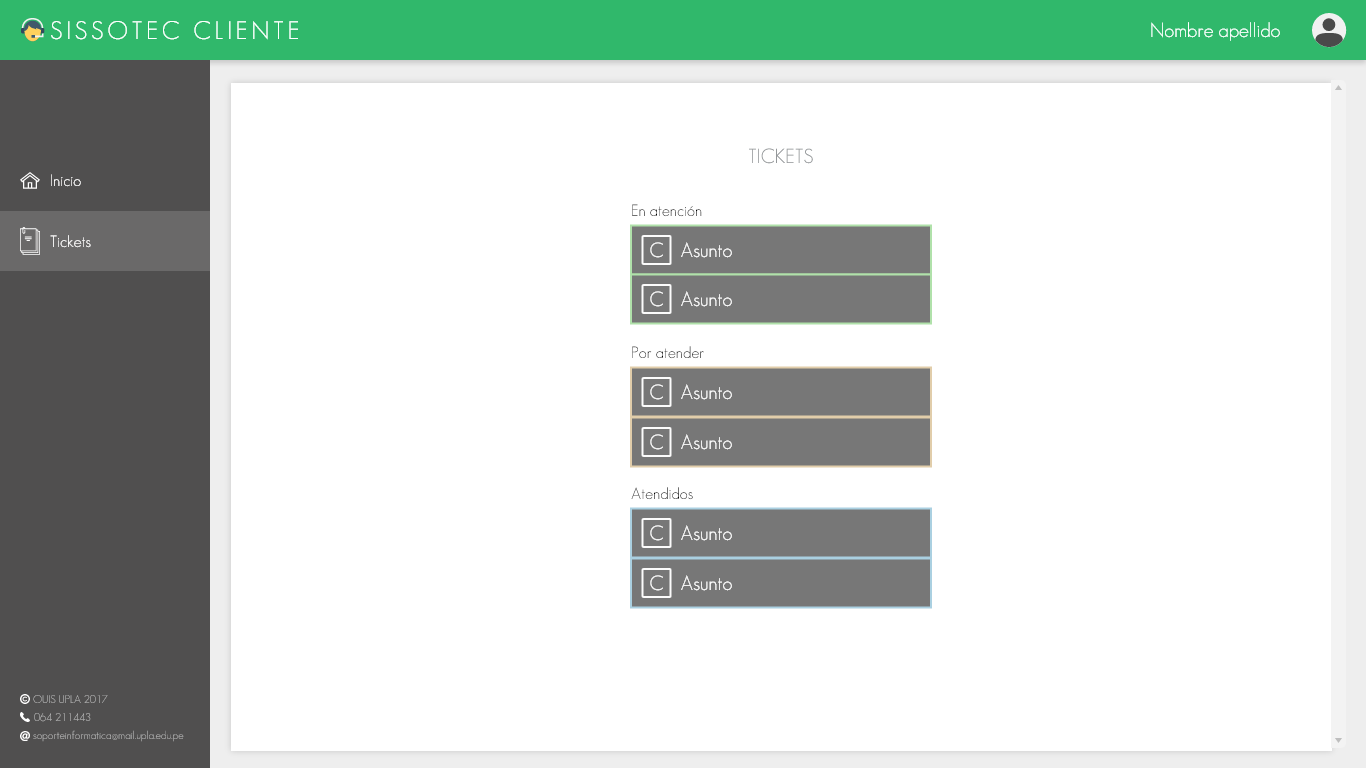 SISSOTEC CLIENTE
Nombre apellido
Inicio
Tickets
TICKETS
En atención
C Asunto
C Asunto
Por atender
C Asunto
C Asunto
Atendidos
C Asunto
C Asunto
© OUIS UPLA 2017
064 211443
@ soporteinformatica@mail.upla.edu.pe